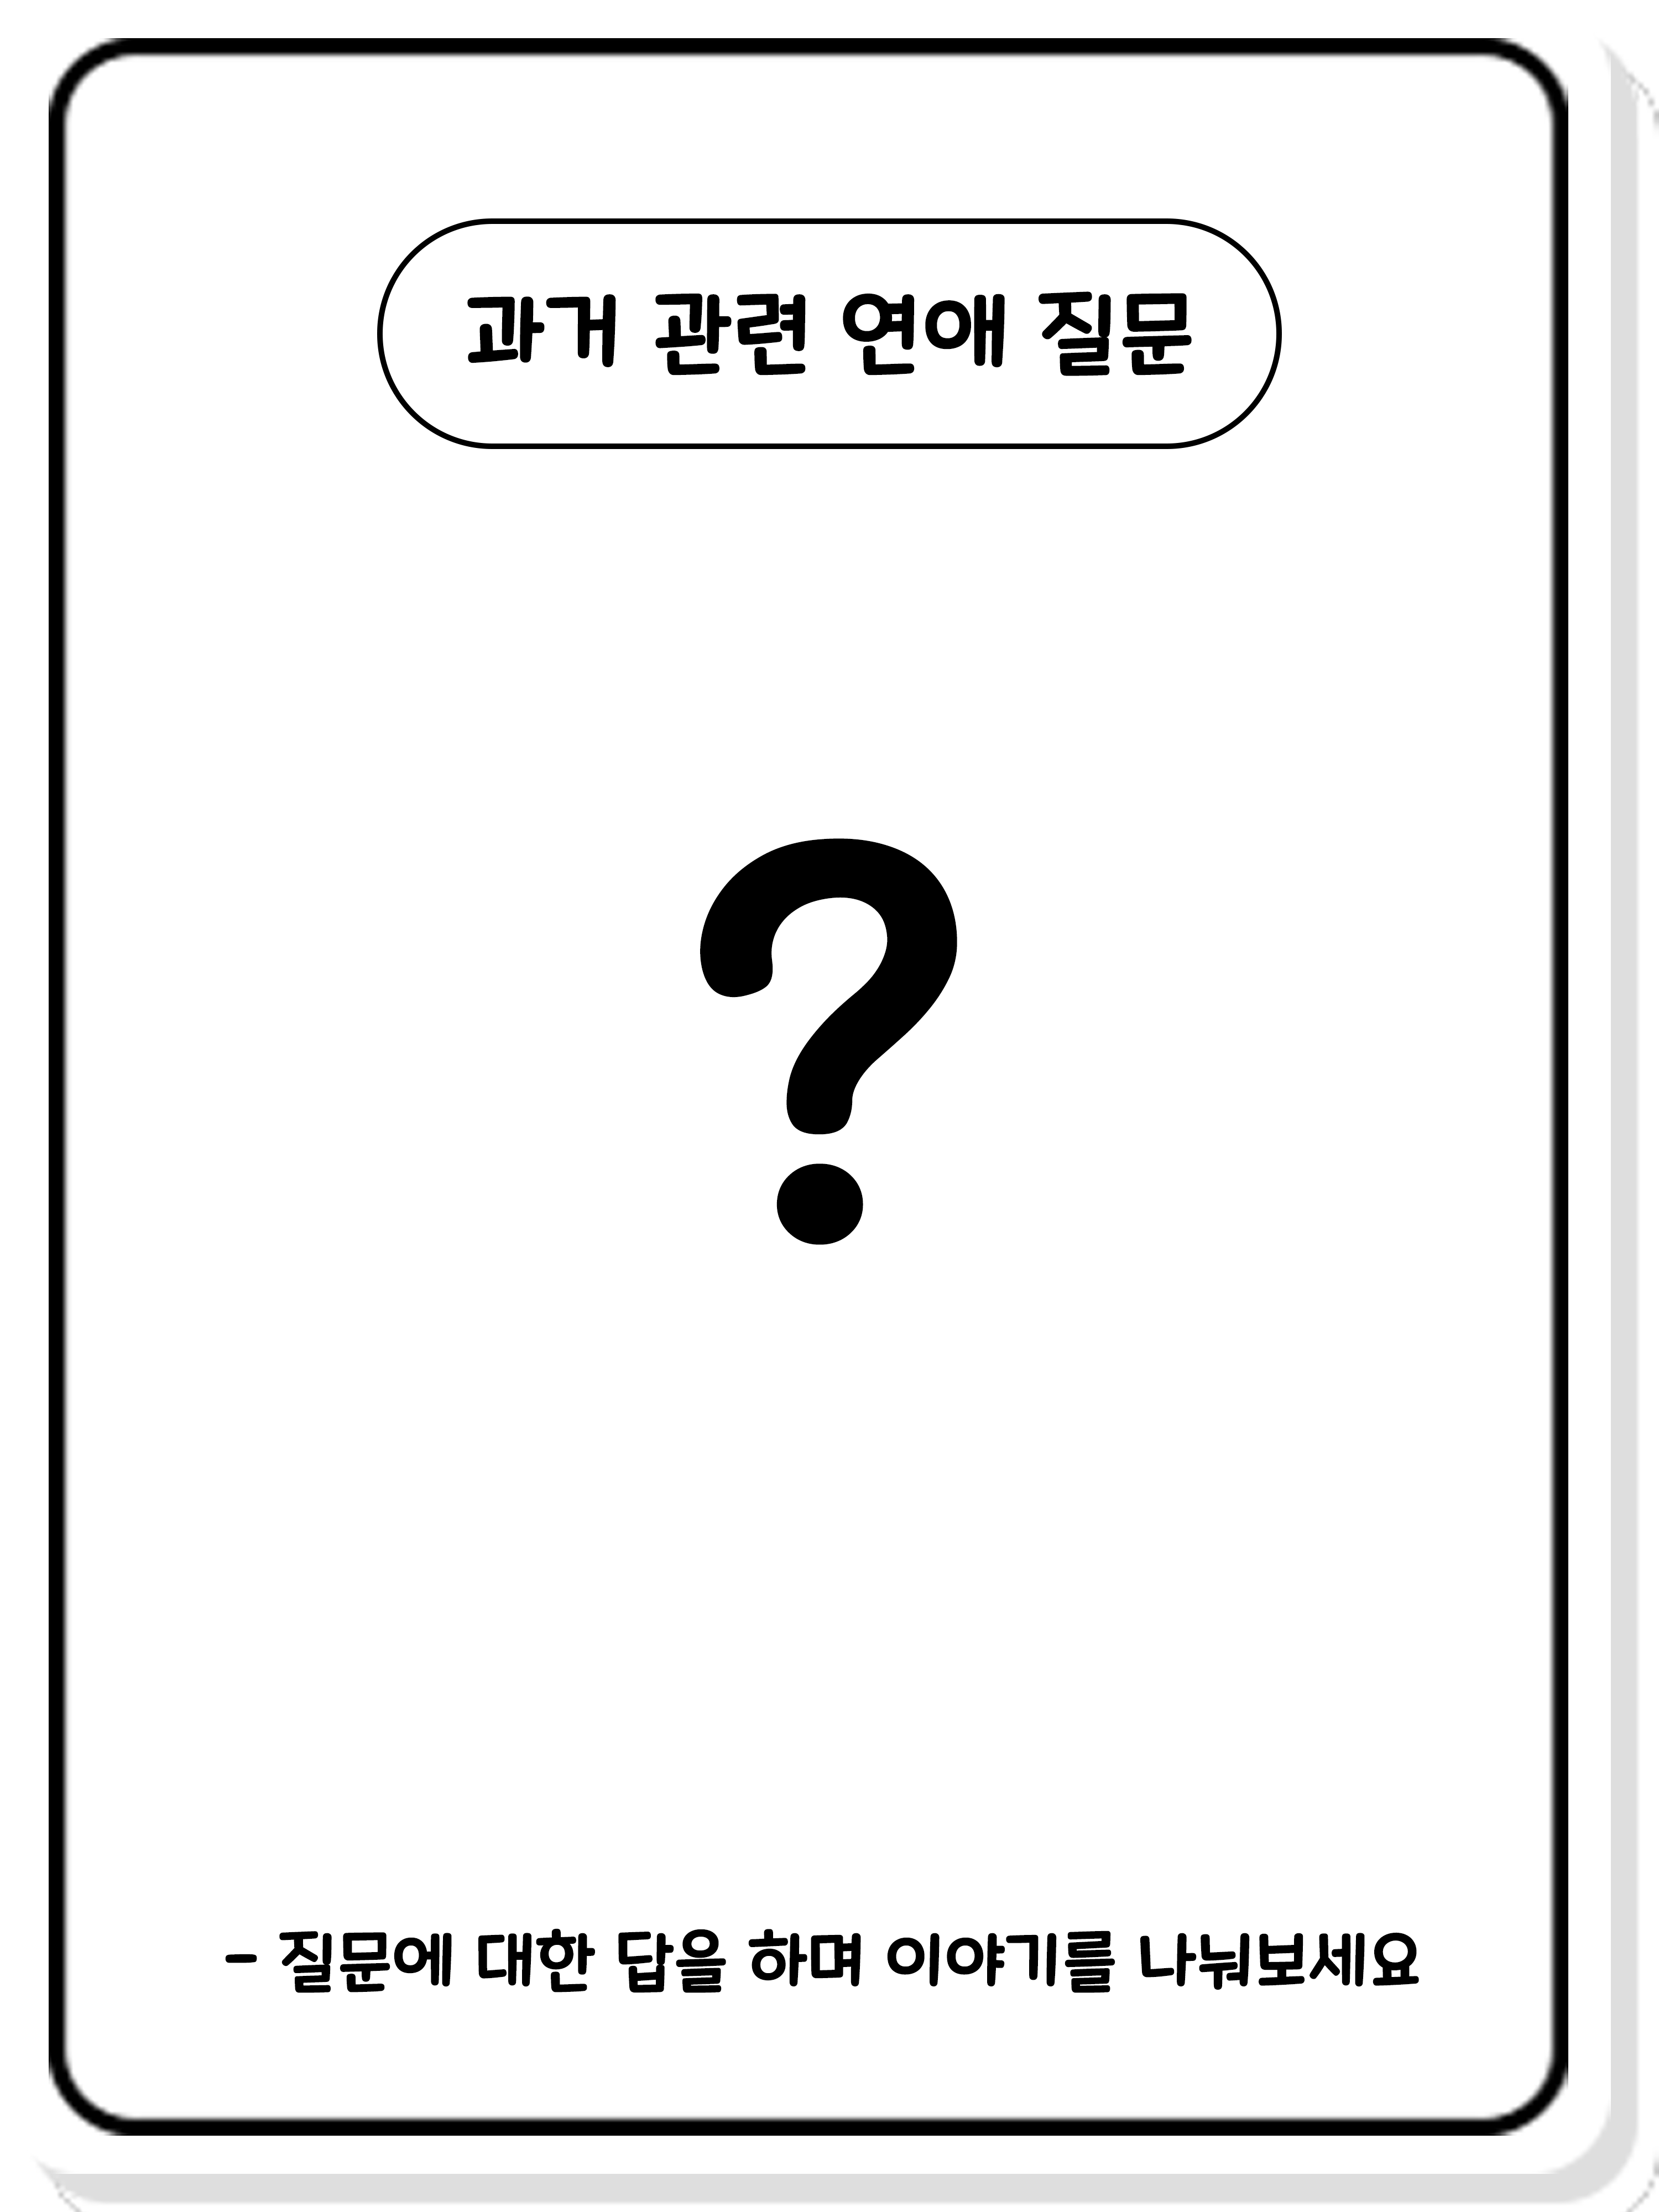 과거 관련 연애 질문
?
- 질문에 대한 답을 하며 이야기를 나눠보세요